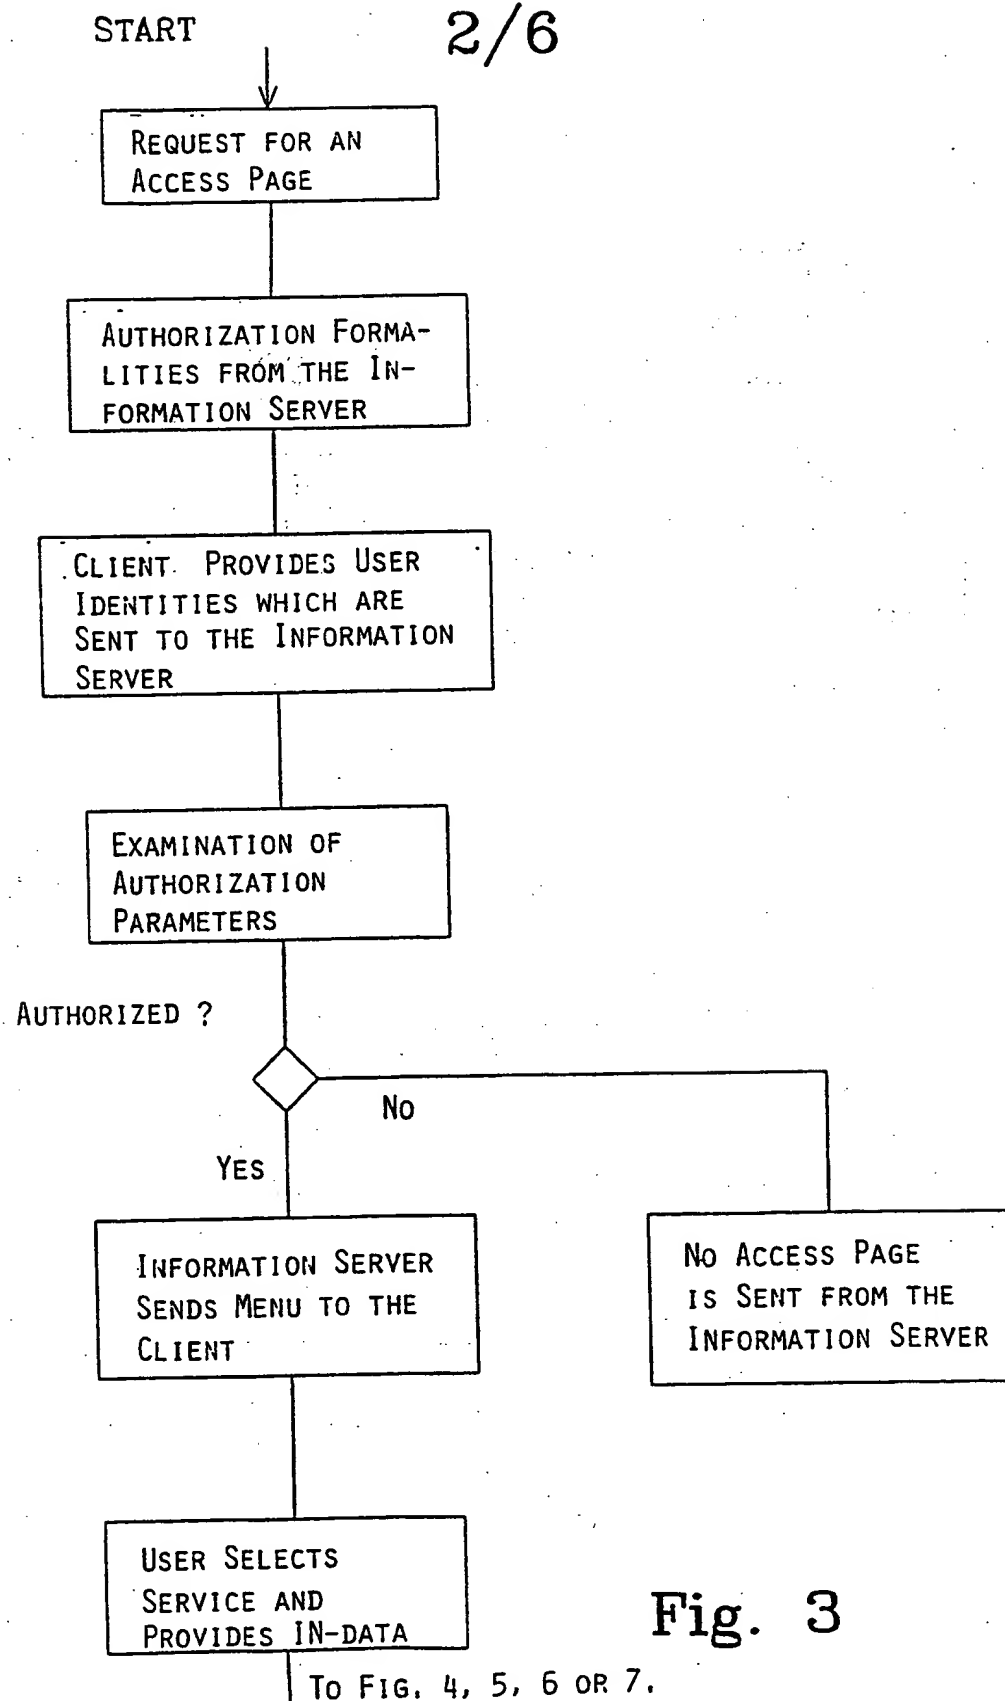 START
2/6
REQUEST FOR AN
ACCESS PAGE
AUTHORIZATION FORMA-
LITIES FROM THE IN-
FORMATION SERVER
CLIENT PROVIDES USER
IDENTITIES WHICH ARE
SENT TO THE INFORMATION
SERVER
EXAMINATION OF
AUTHORIZATION
PARAMETERS
AUTHORIZED ?
NO
YES
INFORMATION SERVER
SENDS MENU TO THE
CLIENT
NO ACCESS PAGE
IS SENT FROM THE
INFORMATION SERVER
USER SELECTS
SERVICE AND
PROVIDES IN-DATA
Fig. 3
TO FIG. 4, 5, 6 OR 7.